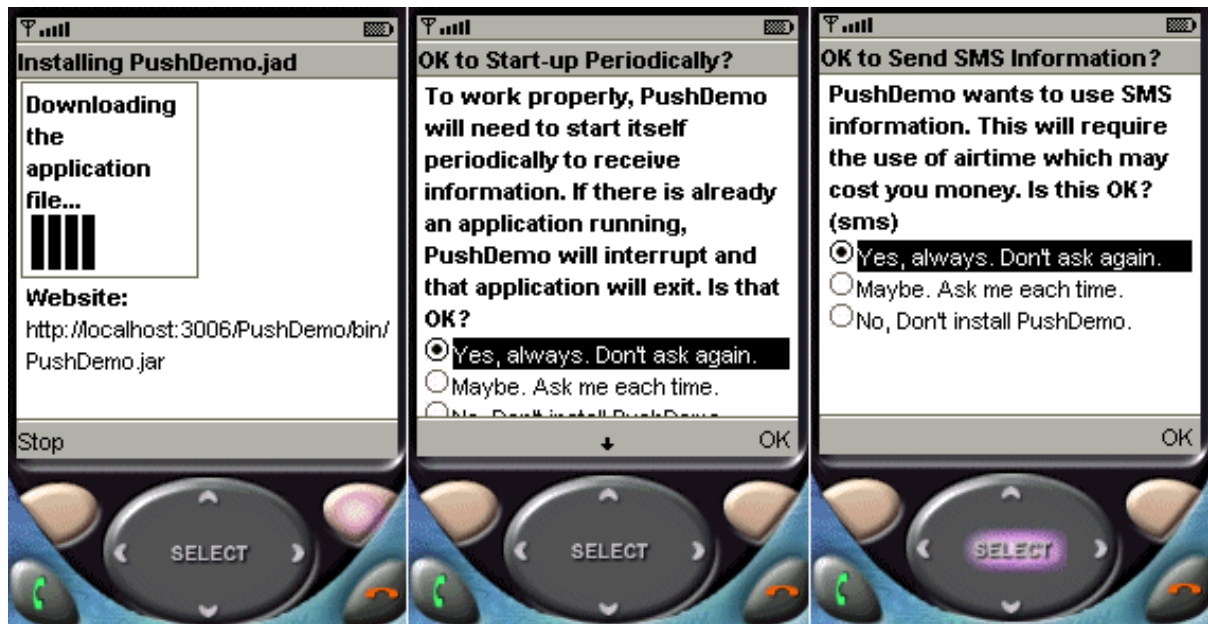 Installing PushDemo.jad
Downloading
the
application
file...
Website:
http://localhost:3006/PushDemo/bin/
PushDemo.jar
Stop
SELECT
OK to Start-up Periodically?
To work properly, PushDemo
will need to start itself
periodically to receive
information. If there is already
an application running,
PushDemo will interrupt and
that application will exit. Is that
OK?
Yes, always. Don't ask again.
Maybe. Ask me each time.
No, Don't install PushDemo.
OK
SELECT
OK to Send SMS Information?
PushDemo wants to use SMS
information. This will require
the use of airtime which may
cost you money. Is this OK?
(sms)
Yes, always. Don't ask again.
Maybe. Ask me each time.
No, Don't install PushDemo.
OK
SELECT